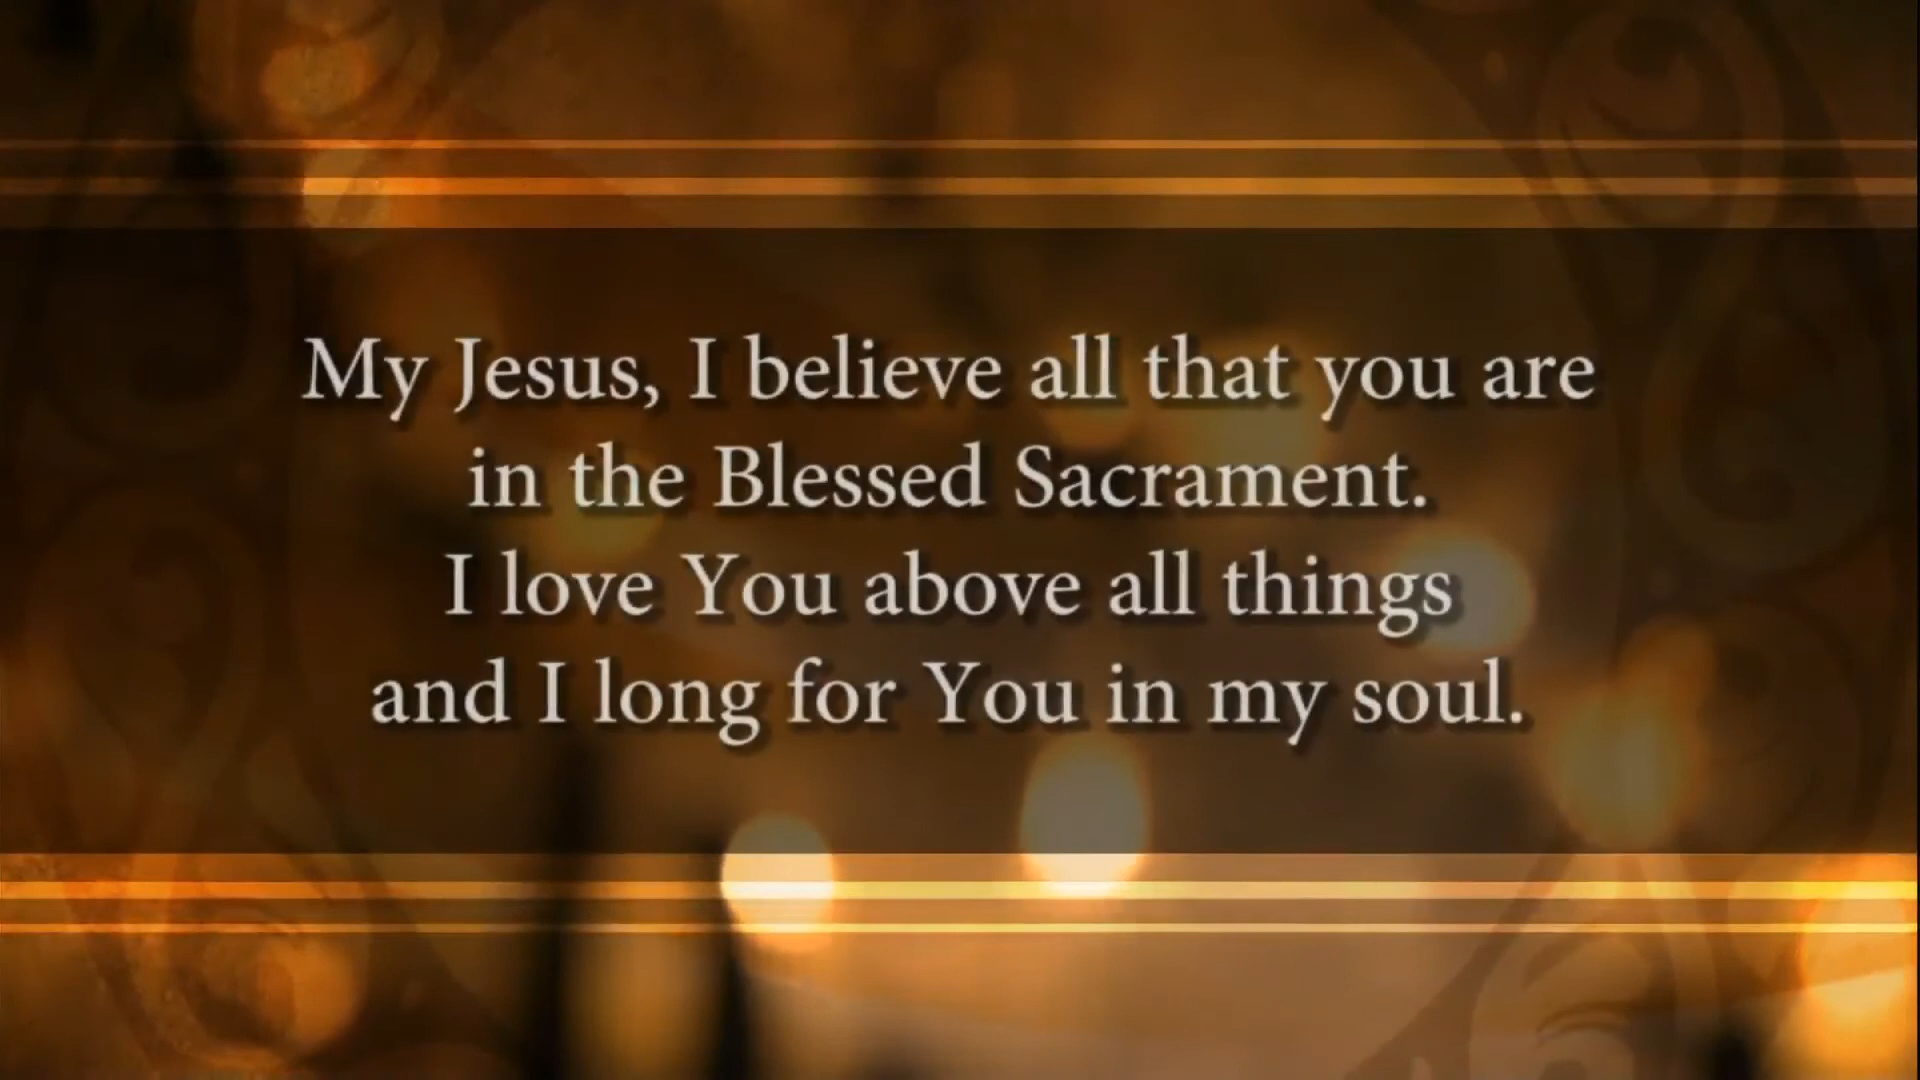 My Jesus, I believe all that you are
in the Blessed Sacrament.
I love You above all things
and I long for You in my soul.